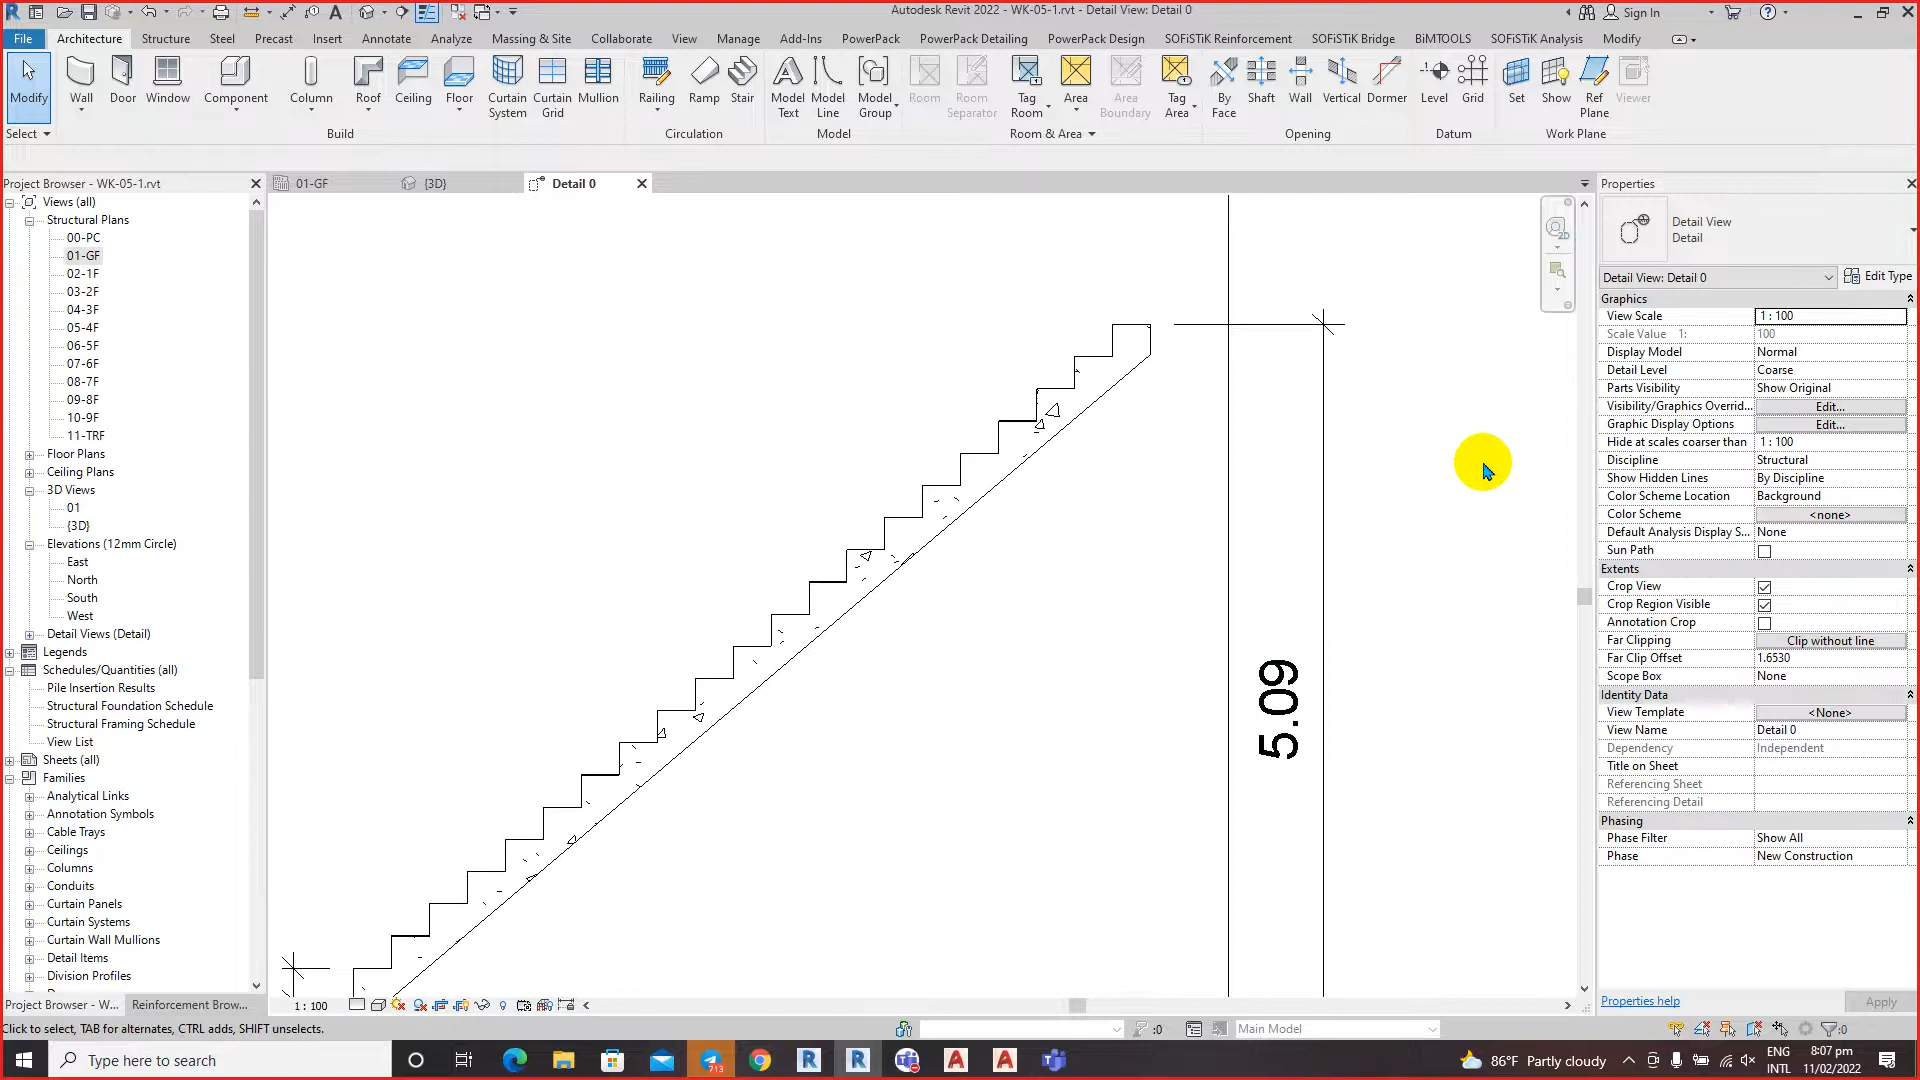 Autodesk Revit 2022 - WK-05-1.rvt - Detail View: Detail 0
Sign In
File Architecture Structure Steel Precast Insert Annotate Analyze Massing & Site Collaborate View Manage Add-Ins PowerPack PowerPack Detailing PowerPack Design SOFiSTiK Reinforcement SOFiSTiK Bridge BiMTOOLS SOFiSTiK Analysis Modify
Modify Wall Door Window Component Column Roof Ceiling Floor Curtain System Curtain Grid Mullion Railing Ramp Stair Model Text Model Line Model Group Room Room Separator Tag Room Area Area Boundary Tag Area By Face Shaft Wall Vertical Dormer Level Grid Set Show Ref Plane Viewer
Select Build Circulation Model Room & Area Opening Datum Work Plane
Project Browser - WK-05-1.rvt
Views (all)
Structural Plans
00-PC
01-GF
02-1F
03-2F
04-3F
05-4F
06-5F
07-6F
08-7F
09-8F
10-9F
11-TRF
Floor Plans
Ceiling Plans
3D Views
01
{3D}
Elevations (12mm Circle)
East
North
South
West
Detail Views (Detail)
Legends
Schedules/Quantities (all)
Pile Insertion Results
Structural Foundation Schedule
Structural Framing Schedule
View List
Sheets (all)
Families
Analytical Links
Annotation Symbols
Cable Trays
Ceilings
Columns
Conduits
Curtain Panels
Curtain Systems
Curtain Wall Mullions
Detail Items
Division Profiles
Project Browser - W... Reinforcement Brow...
01-GF {3D} Detail 0
2D
5.09
1 : 100
Properties
Detail View
Detail
Detail View: Detail 0 Edit Type
Graphics
View Scale 1 : 100
Scale Value 1: 100
Display Model Normal
Detail Level Coarse
Parts Visibility Show Original
Visibility/Graphics Overrid... Edit...
Graphic Display Options Edit...
Hide at scales coarser than 1 : 100
Discipline Structural
Show Hidden Lines By Discipline
Color Scheme Location Background
Color Scheme <none>
Default Analysis Display S... None
Sun Path
Extents
Crop View
Crop Region Visible
Annotation Crop
Far Clipping Clip without line
Far Clip Offset 1.6530
Scope Box None
Identity Data
View Template <None>
View Name Detail 0
Dependency Independent
Title on Sheet
Referencing Sheet
Referencing Detail
Phasing
Phase Filter Show All
Phase New Construction
Properties help Apply
Click to select, TAB for alternates, CTRL adds, SHIFT unselects.
:0 Main Model :0
Type here to search
713
86°F Partly cloudy
ENG INTL
8:07 pm
11/02/2022